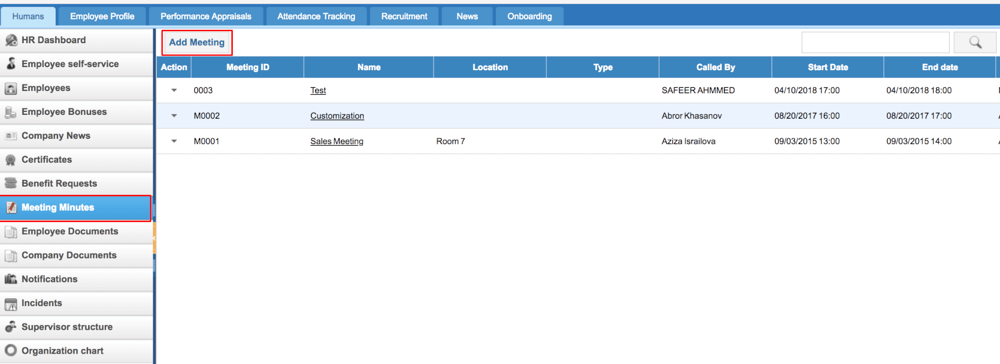 Humans Employee Profile Performance Appraisals Attendance Tracking Recruitment News Onboarding
HR Dashboard
Employee self-service
Employees
Employee Bonuses
Company News
Certificates
Benefit Requests
Meeting Minutes
Employee Documents
Company Documents
Notifications
Incidents
Supervisor structure
Organization chart
Add Meeting
Action Meeting ID Name Location Type Called By Start Date End date
0003 Test SAFEER AHMMED 04/10/2018 17:00 04/10/2018 18:00
M0002 Customization Abror Khasanov 08/20/2017 16:00 08/20/2017 17:00
M0001 Sales Meeting Room 7 Aziza Israilova 09/03/2015 13:00 09/03/2015 14:00